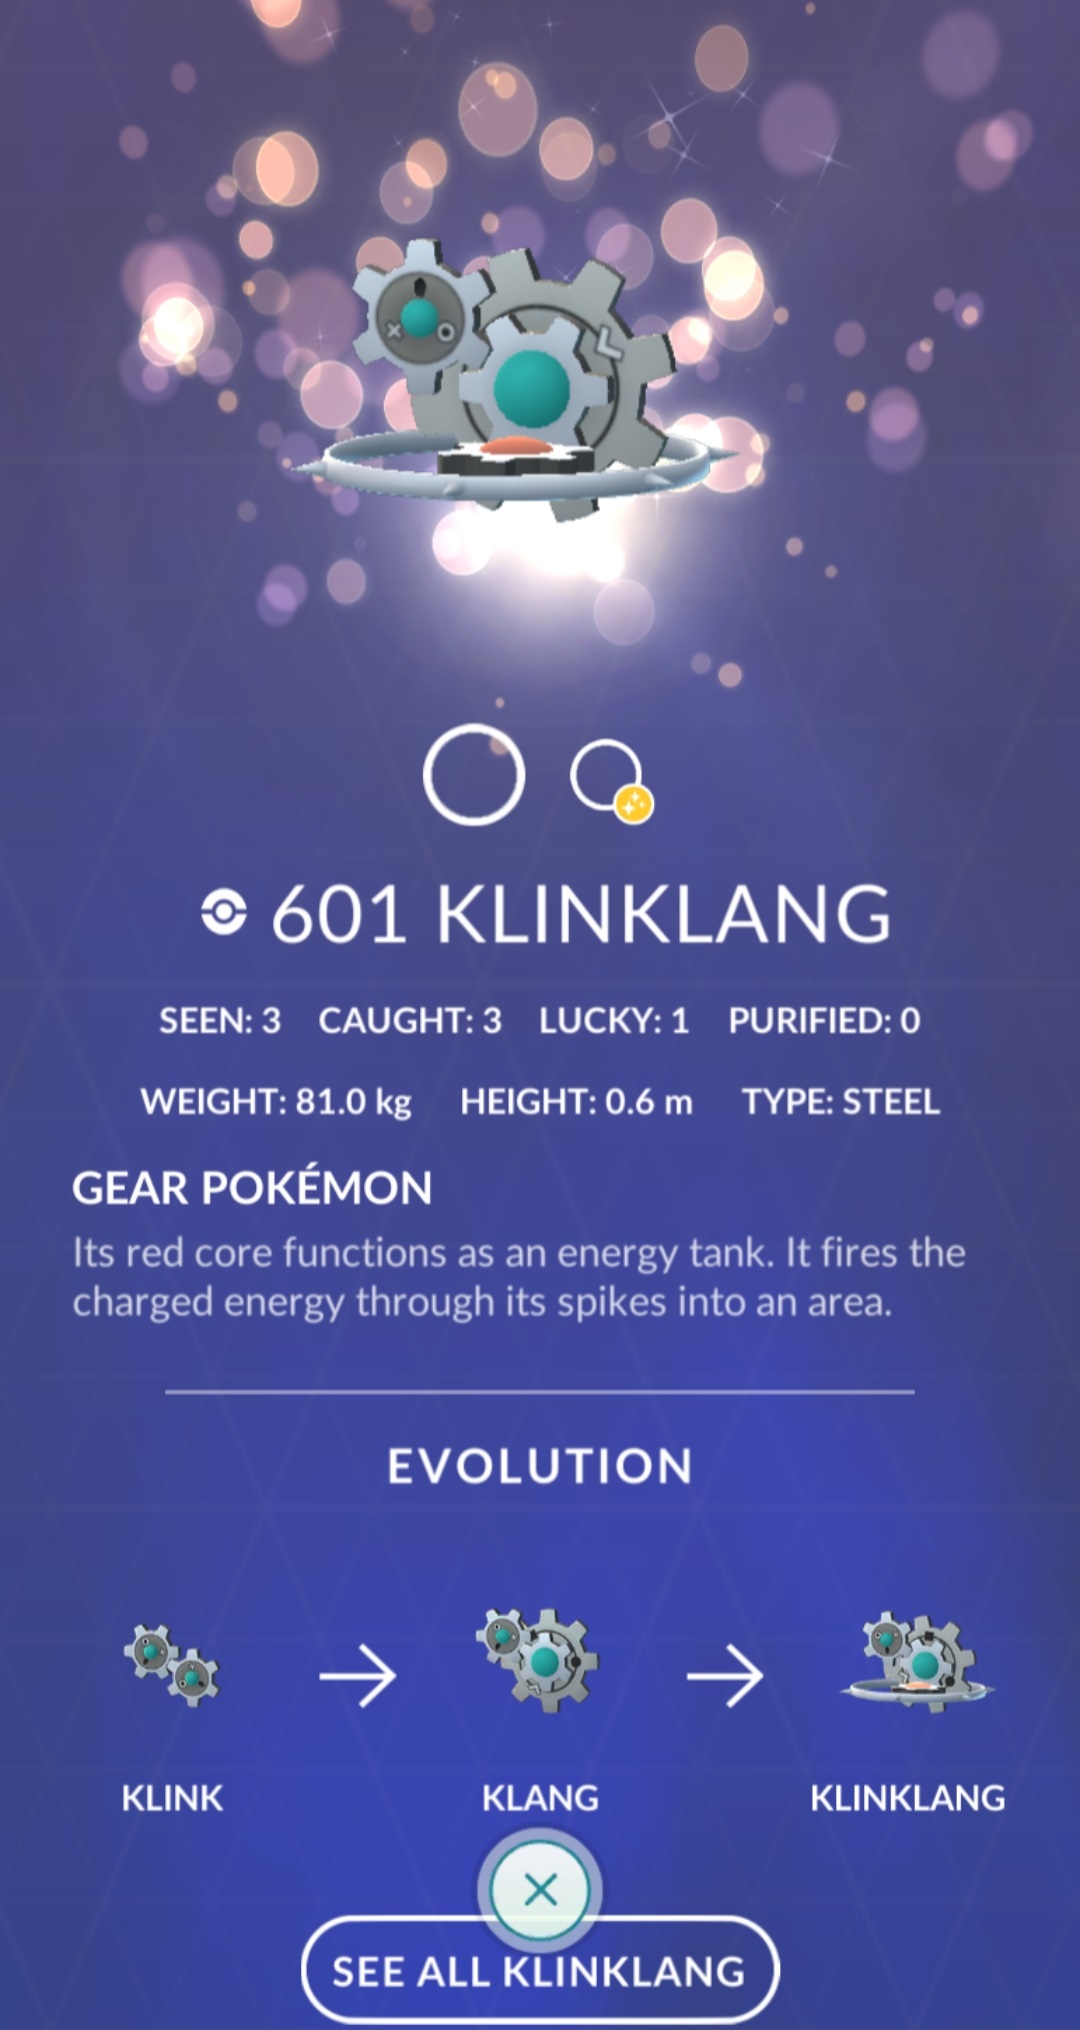 601 KLINKLANG
SEEN: 3 CAUGHT: 3 LUCKY: 1 PURIFIED: 0
WEIGHT: 81.0 kg HEIGHT: 0.6 m TYPE: STEEL
GEAR POKÉMON
Its red core functions as an energy tank. It fires the
charged energy through its spikes into an area.
EVOLUTION
KLINK KLANG KLINKLANG
SEE ALL KLINKLANG